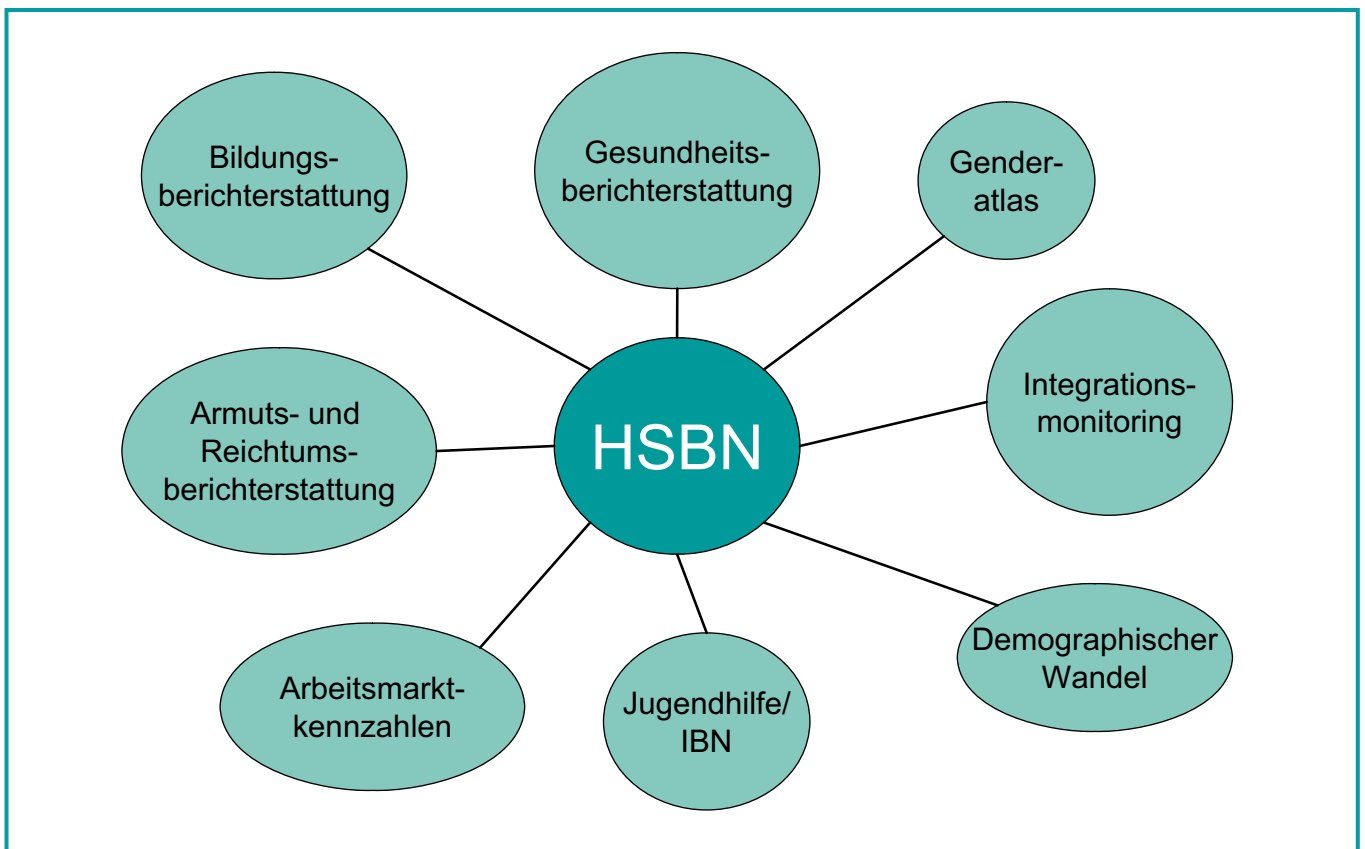 Bildungs-
berichterstattung
Gesundheits-
berichterstattung
Gender-
atlas
Armuts- und
Reichtums-
berichterstattung
HSBN
Integrations-
monitoring
Arbeitsmarkt-
kennzahlen
Jugendhilfe/
IBN
Demographischer
Wandel